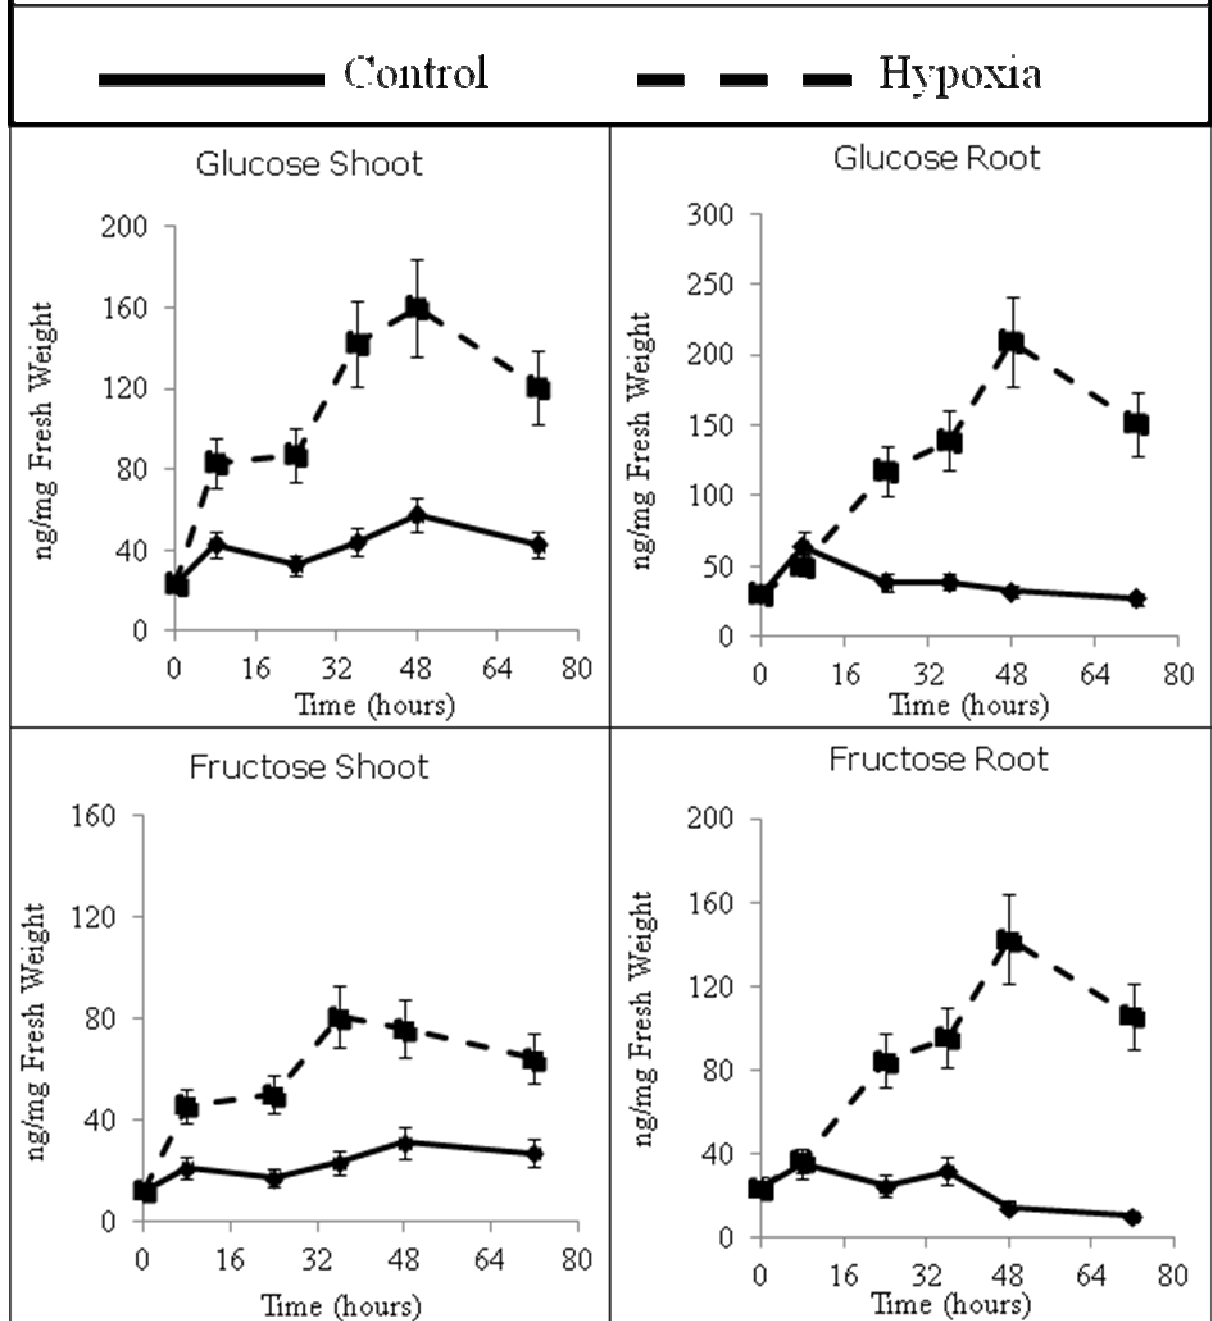 Control Hypoxia
Glucose Shoot
200
160
120
80
40
0
0 16 32 48 64 80
ng/mg Fresh Weight
Time (hours)
Glucose Root
300
250
200
150
100
50
0
0 16 32 48 64 80
ng/mg Fresh Weight
Time (hours)
Fructose Shoot
160
120
80
40
0
0 16 32 48 64 80
ng/mg Fresh Weight
Time (hours)
Fructose Root
200
160
120
80
40
0
0 16 32 48 64 80
ng/mg Fresh Weight
Time (hours)